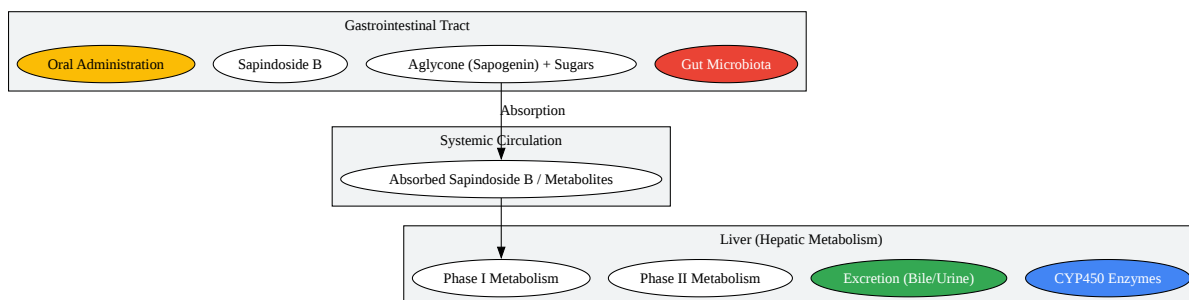 Gastrointestinal Tract
Oral Administration
Sapindoside B
Aglycone (Sapogenin) + Sugars
Gut Microbiota
Absorption
Systemic Circulation
Absorbed Sapindoside B / Metabolites
Liver (Hepatic Metabolism)
Phase I Metabolism
Phase II Metabolism
Excretion (Bile/Urine)
CYP450 Enzymes